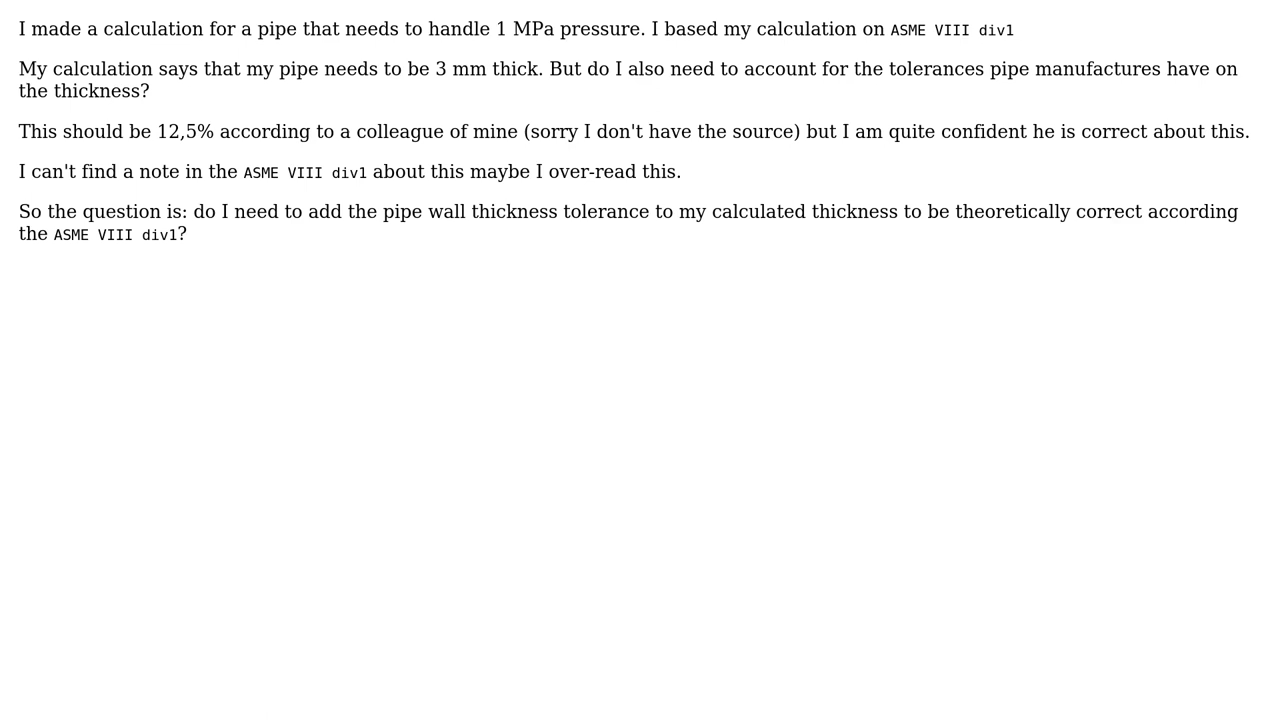 I made a calculation for a pipe that needs to handle 1 MPa pressure. I based my calculation on ASME VIII div1
My calculation says that my pipe needs to be 3 mm thick. But do I also need to account for the tolerances pipe manufactures have on
the thickness?
This should be 12,5% according to a colleague of mine (sorry I don't have the source) but I am quite confident he is correct about this.
I can't find a note in the ASME VIII div1 about this maybe I over-read this.
So the question is: do I need to add the pipe wall thickness tolerance to my calculated thickness to be theoretically correct according
the ASME VIII div1?